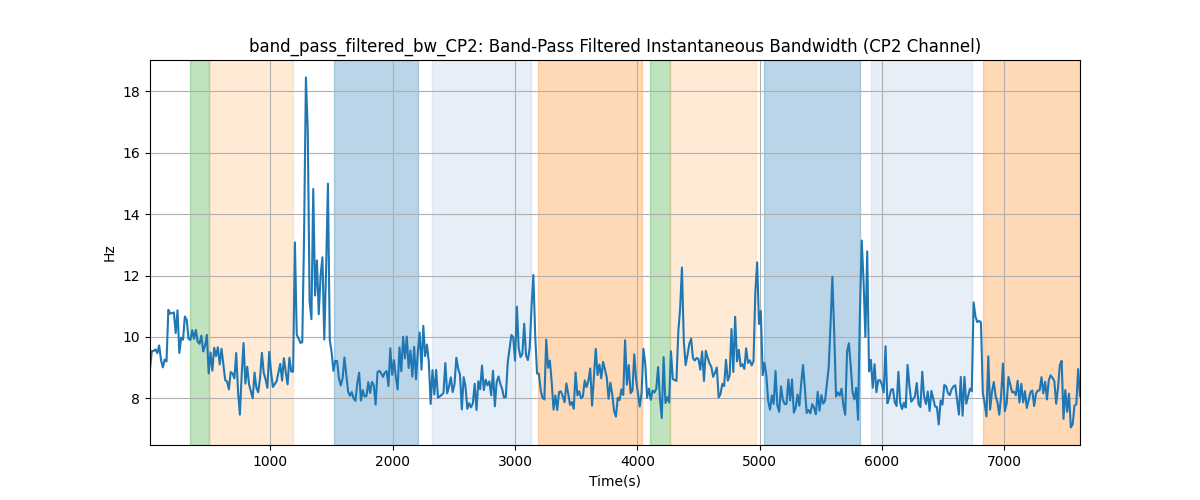 band_pass_filtered_bw_CP2: Band-Pass Filtered Instantaneous Bandwidth (CP2 Channel)
18
16
14
12
10
8
Hz
1000 2000 3000 4000 5000 6000 7000
Time(s)